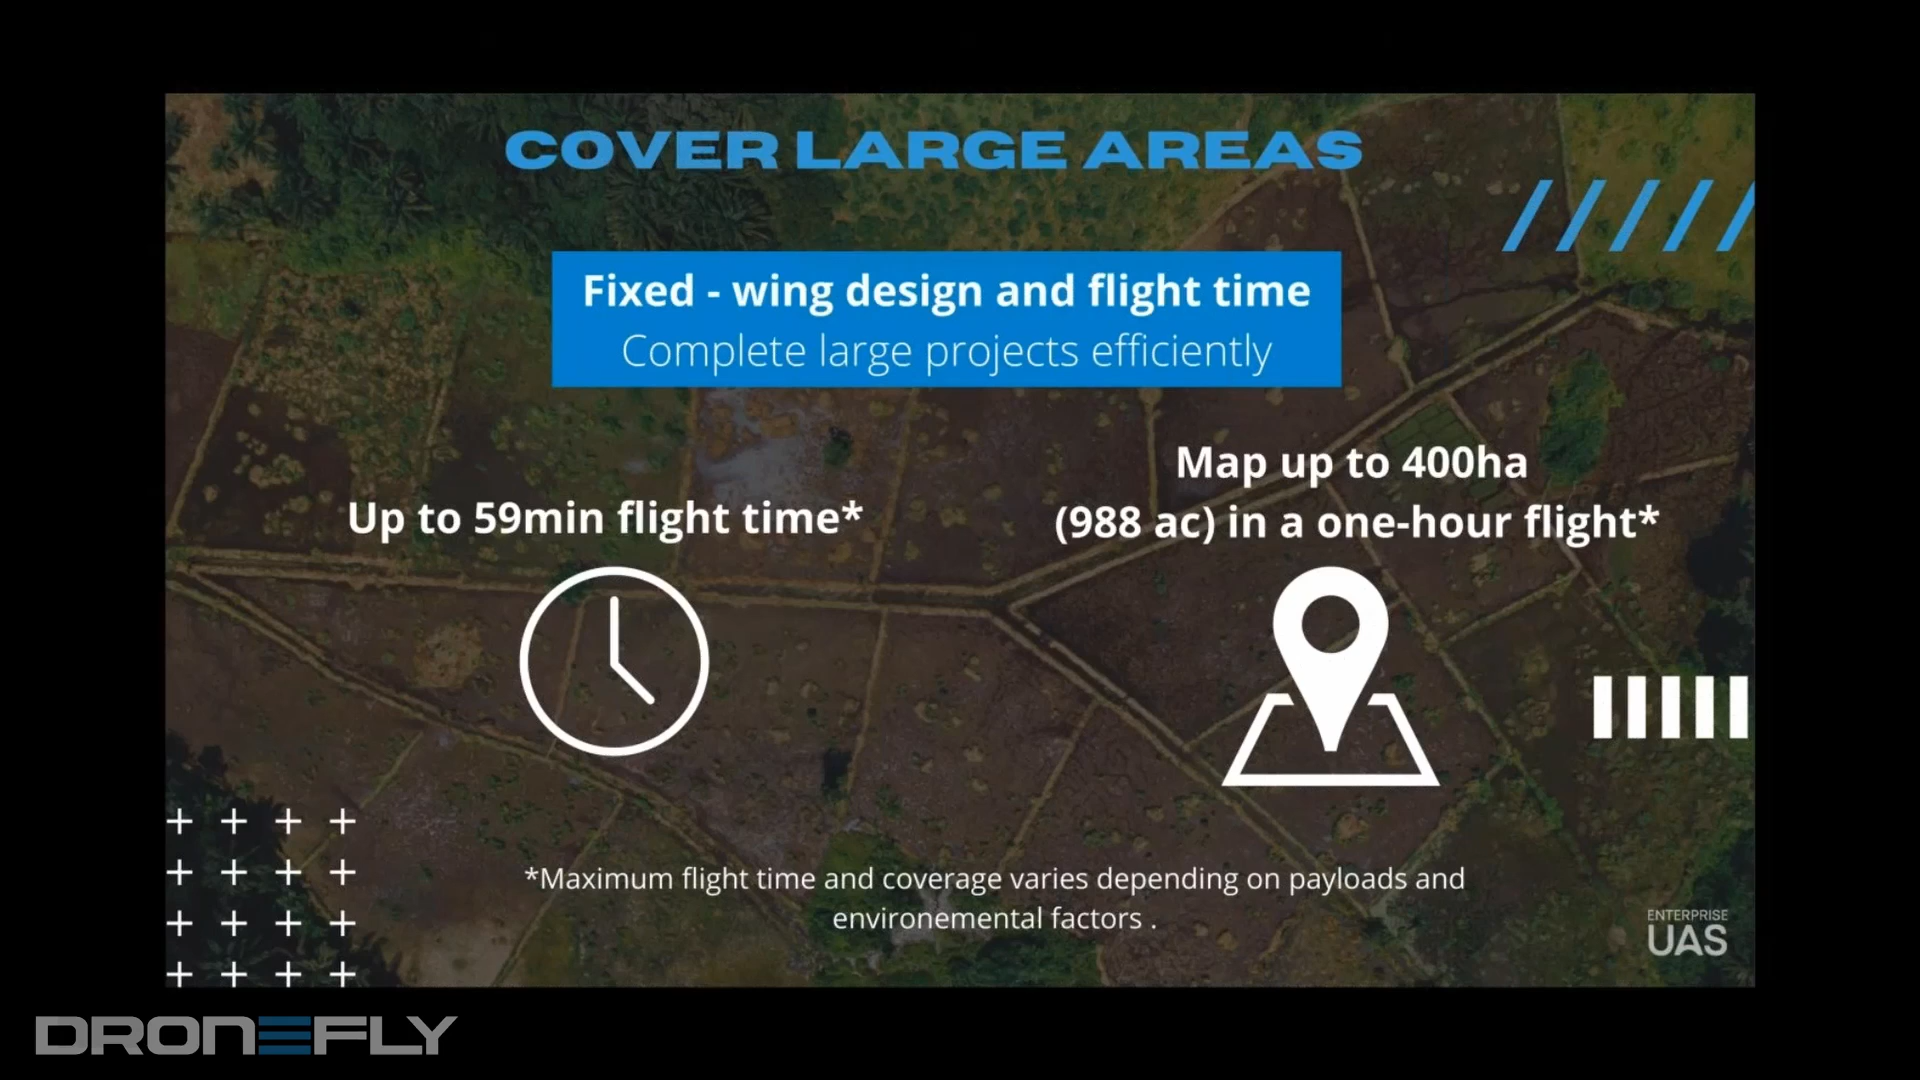 COVER LARGE AREAS
Fixed - wing design and flight time
Complete large projects efficiently
Up to 59min flight time*
Map up to 400ha
(988 ac) in a one-hour flight*
*Maximum flight time and coverage varies depending on payloads and
environemental factors .
ENTERPRISE
UAS
DRONEFLY